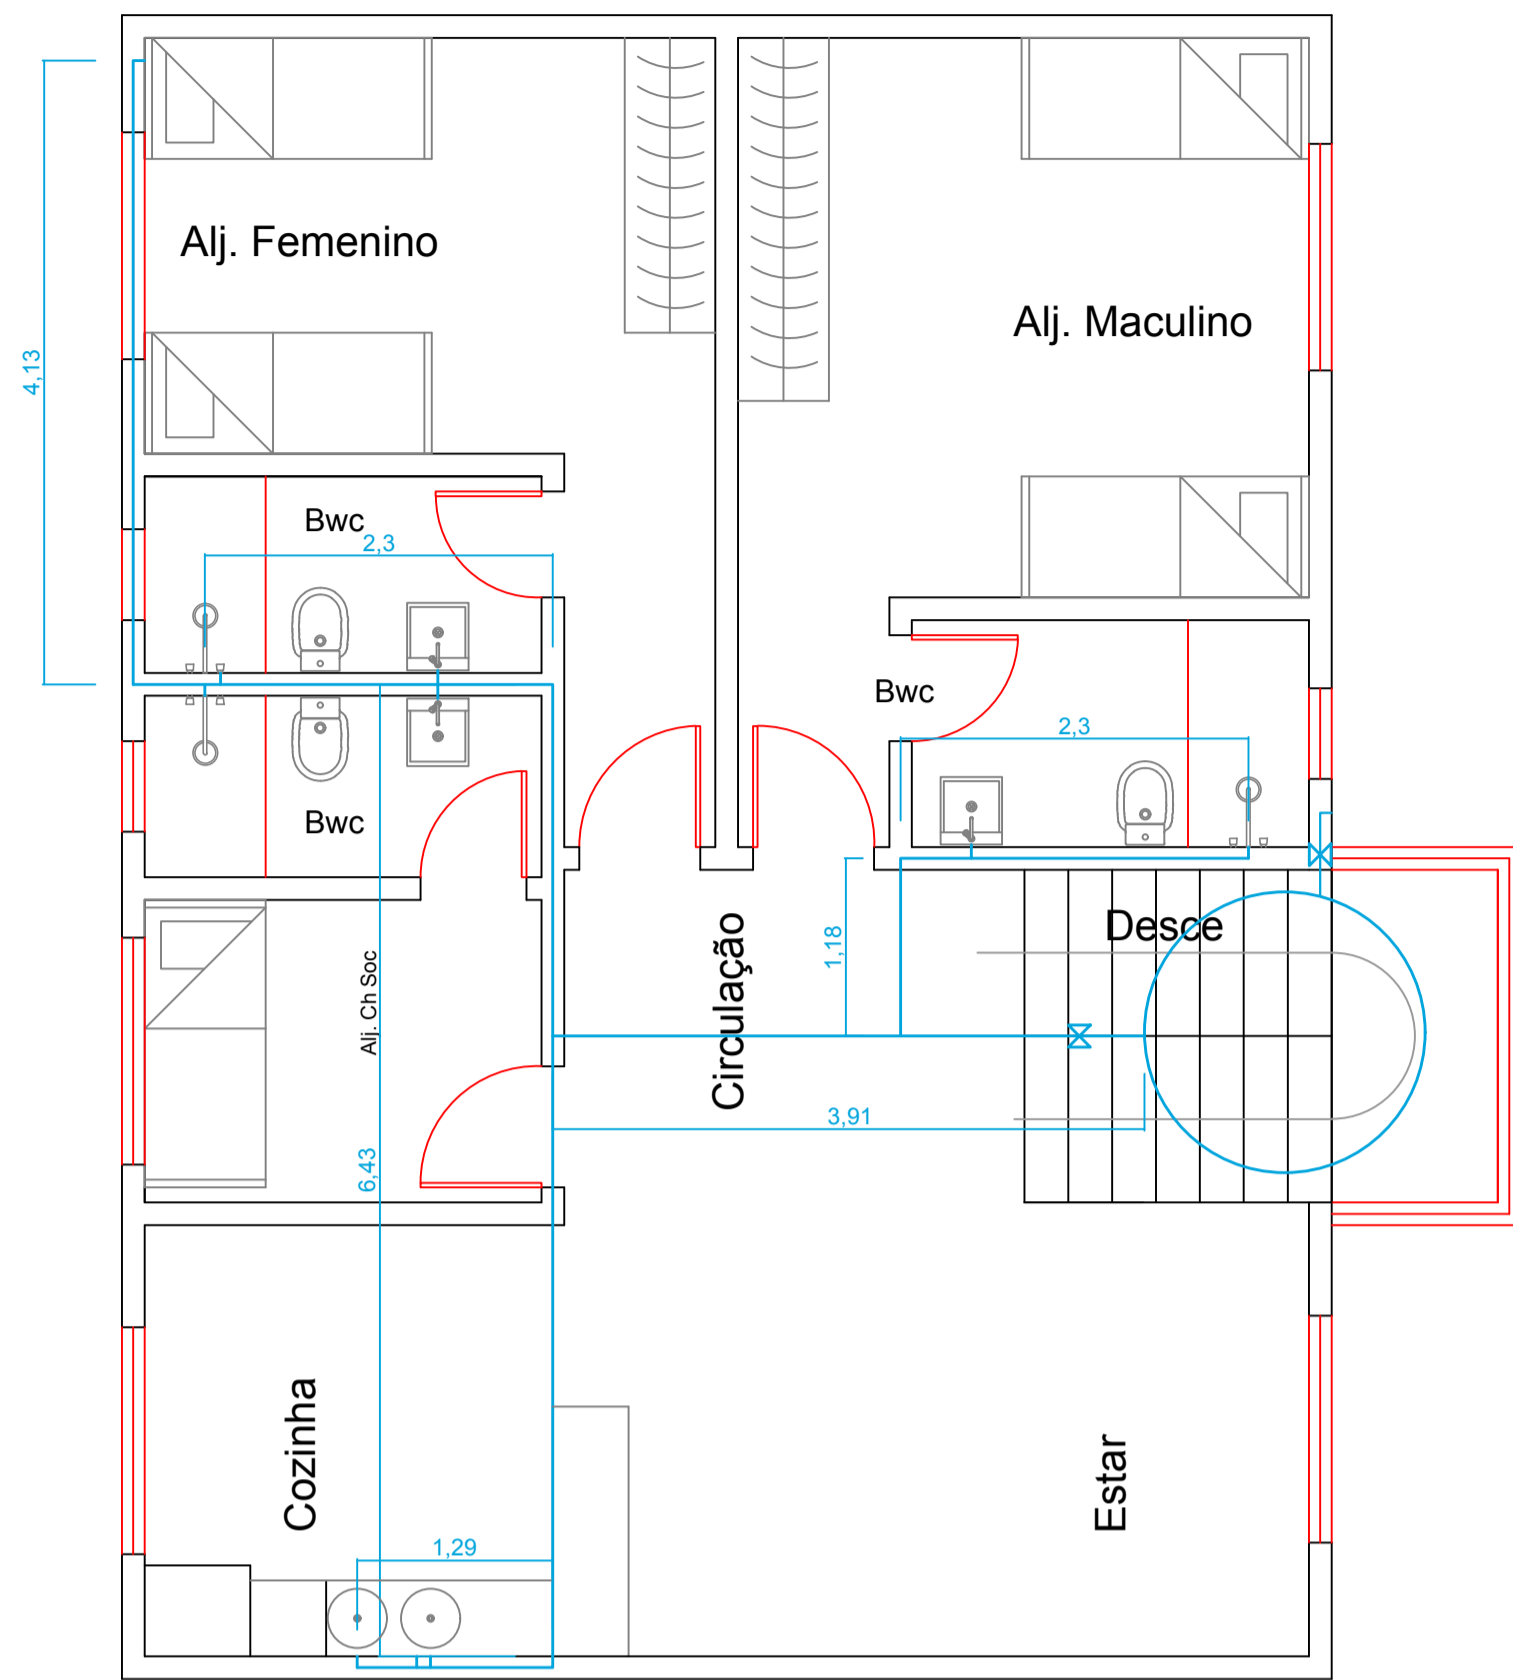 Alj. Femenino
Alj. Maculino
4,13
Bwc
2,3
Bwc
2,3
Bwc
Desce
Circulação
1,18
Alj. Ch Soc
3,91
6,43
Cozinha
Estar
1,29